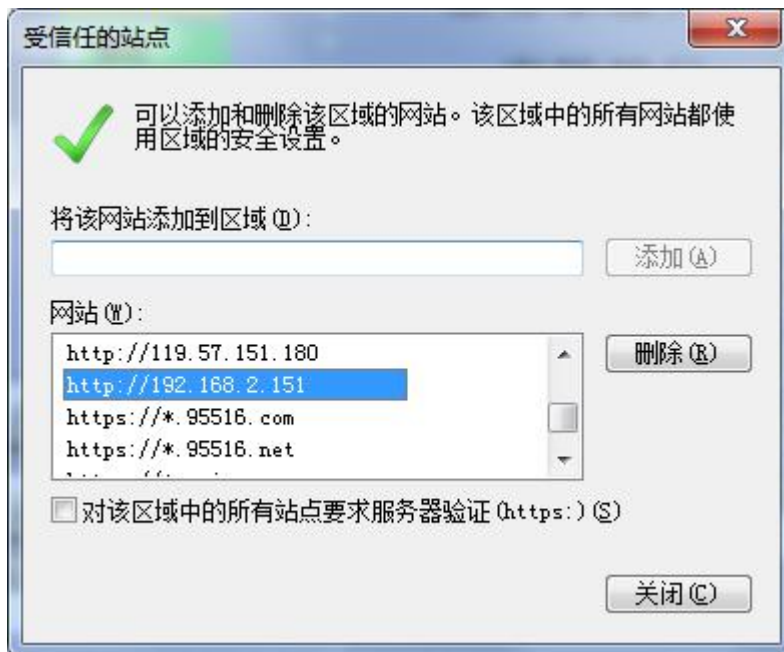 受信任的站点
可以添加和删除该区域的网站。该区域中的所有网站都使
用区域的安全设置。
将该网站添加到区域(D):
添加(A)
网站(W):
http://119.57.151.180
删除(R)
http://192.168.2.151
https://*.95516.com
https://*.95516.net
对该区域中的所有站点要求服务器验证(https:)(S)
关闭(C)